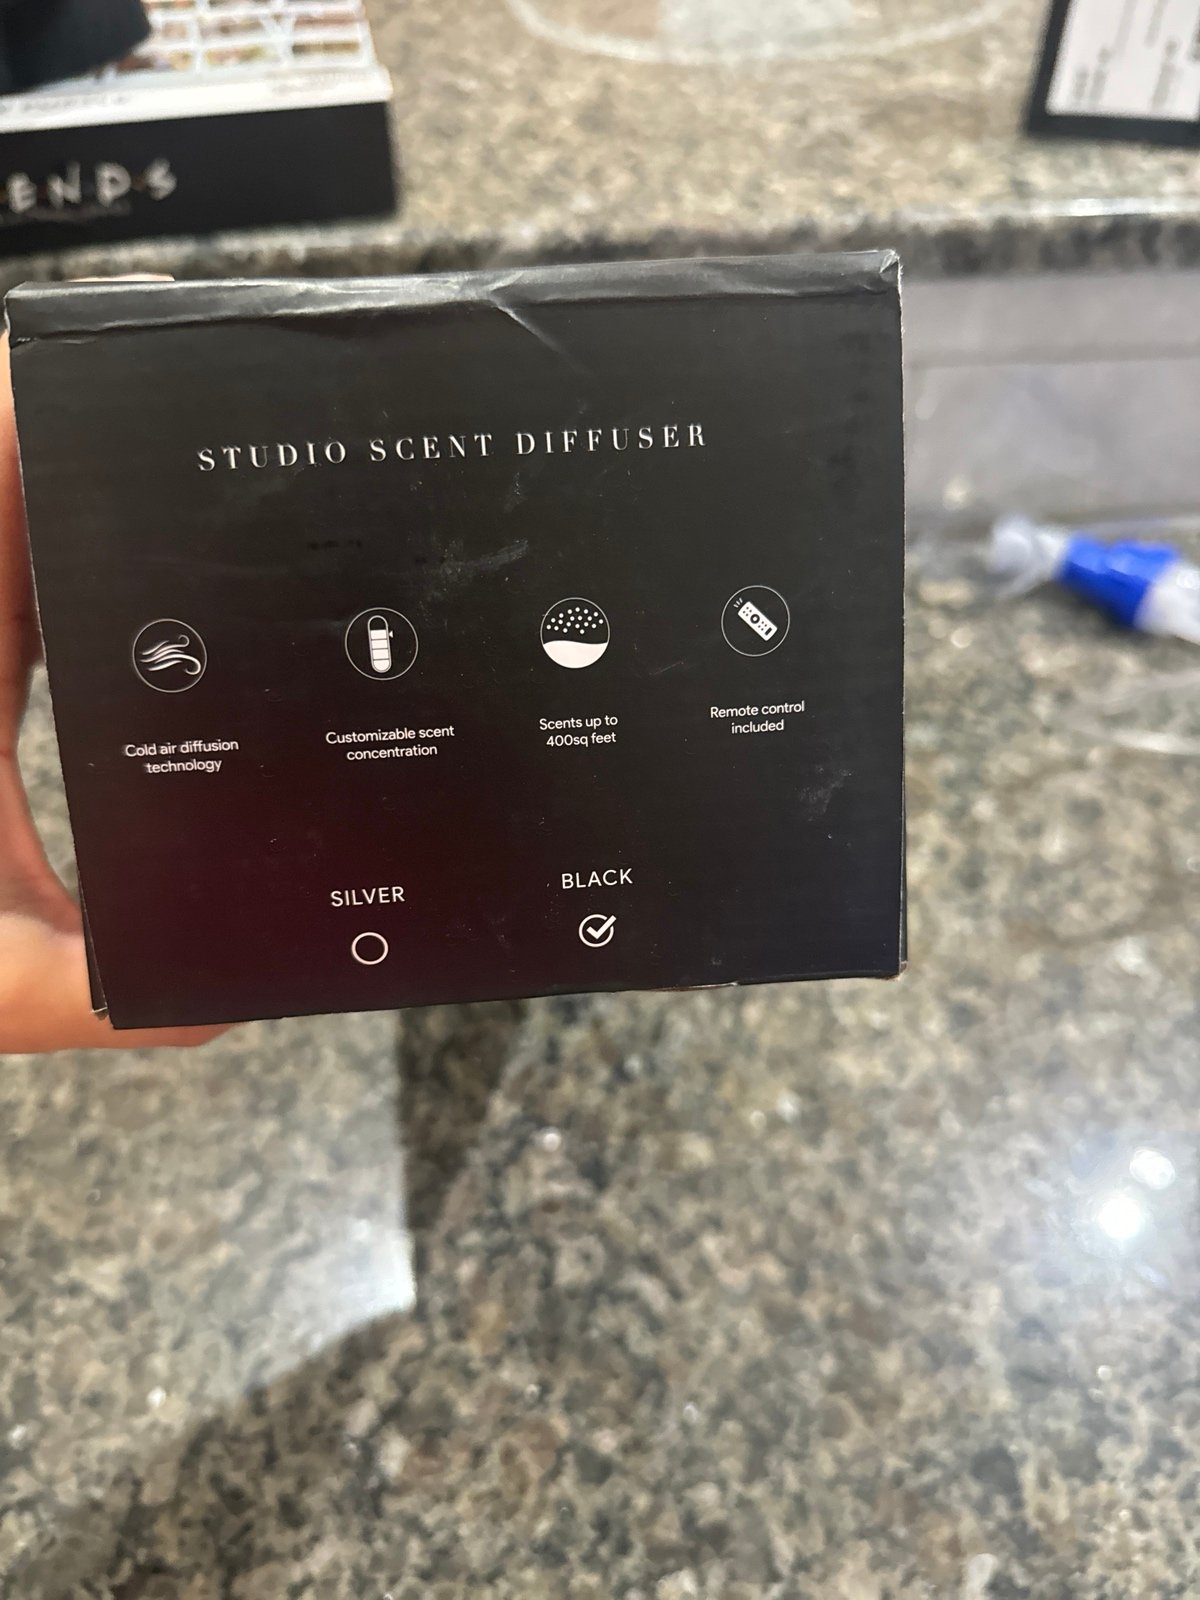 ENDS
STUDIO SCENT DIFFUSER
Cold air diffusion
technology
Customizable scent
concentration
Scents up to
400sq feet
Remote control
included
SILVER
BLACK